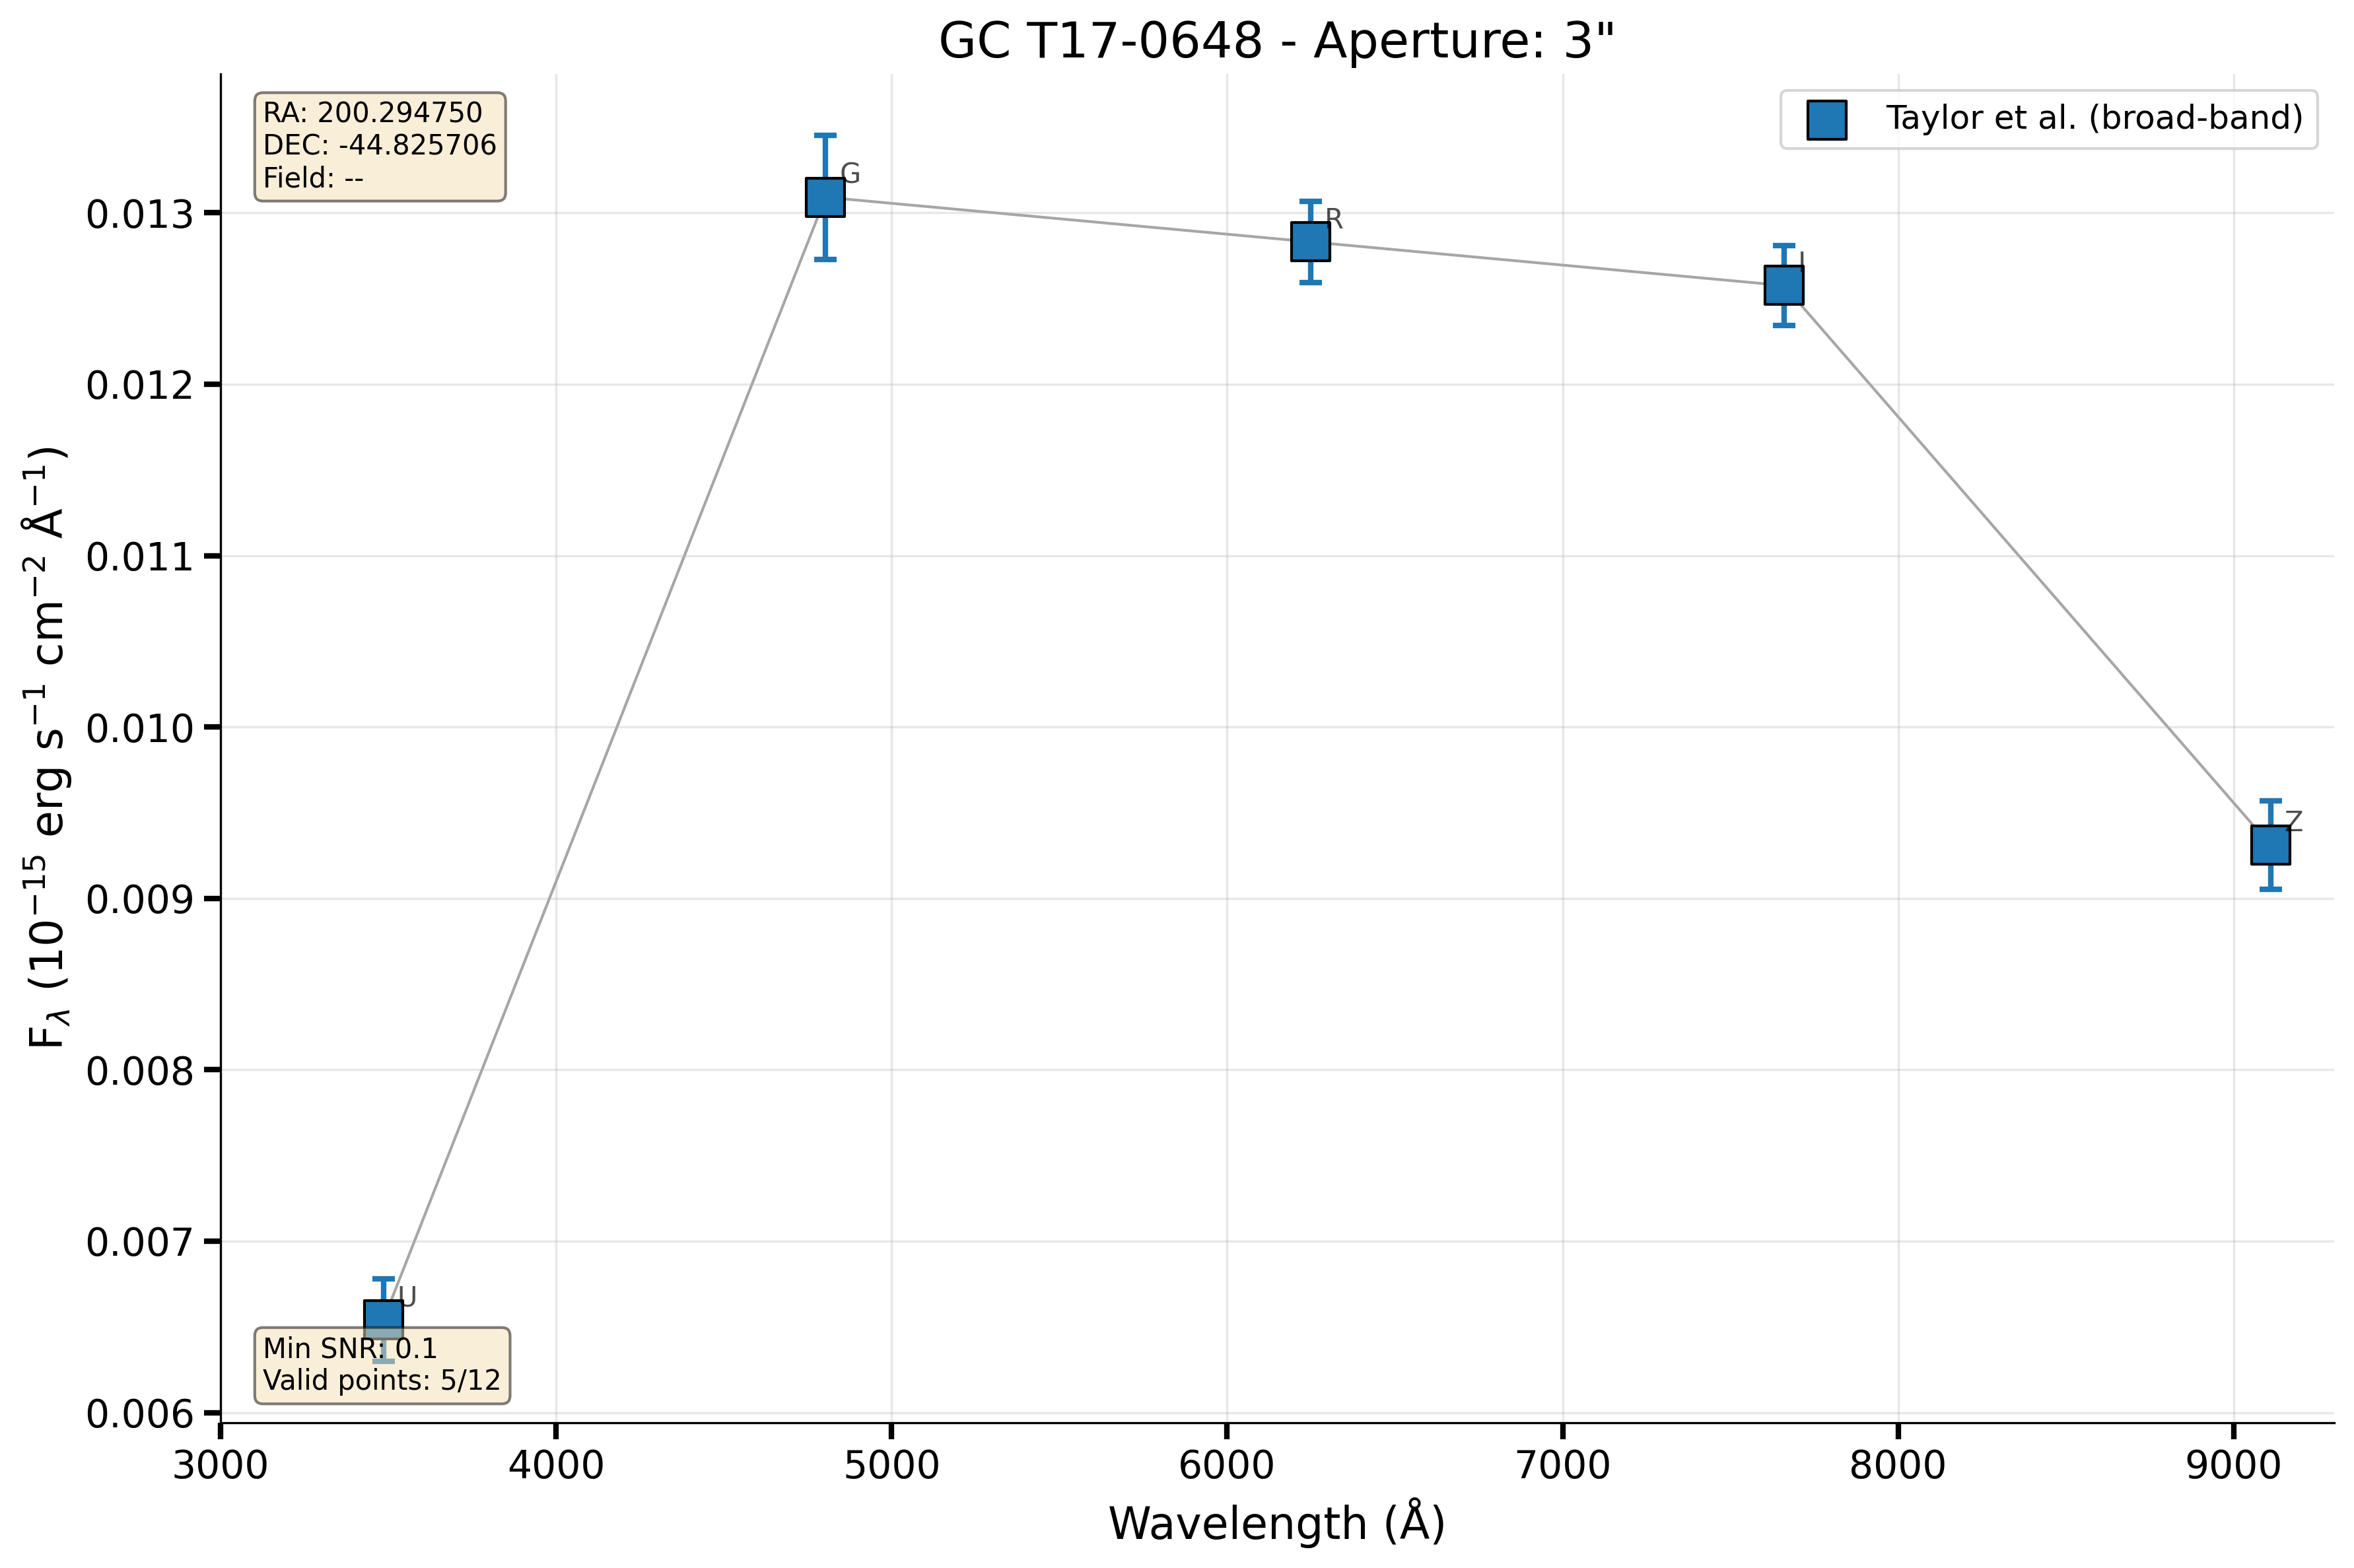 GC T17-0648 - Aperture: 3"
RA: 200.294750
DEC: -44.825706
Field: --
Taylor et al. (broad-band)
G
R
I
Z
U
Min SNR: 0.1
Valid points: 5/12
0.013
0.012
0.011
0.010
0.009
0.008
0.007
0.006
F_λ (10⁻¹⁵ erg s⁻¹ cm⁻² Å⁻¹)
3000 4000 5000 6000 7000 8000 9000
Wavelength (Å)